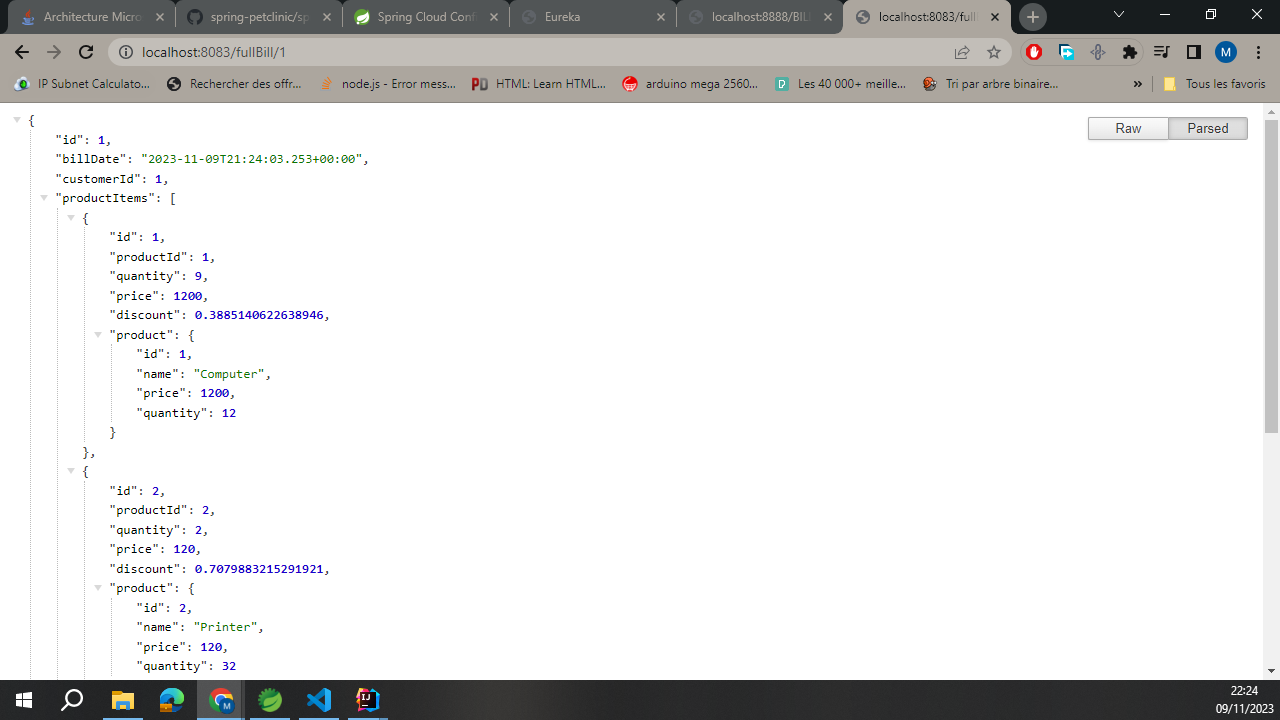 Architecture Micro
spring-petclinic/sp
Spring Cloud Confi
Eureka
localhost:8888/BILL
localhost:8083/fullB
localhost:8083/fullBill/1
M
IP Subnet Calculato...
Rechercher des offr...
node.js - Error mess...
HTML: Learn HTML...
arduino mega 2560...
Les 40 000+ meille...
Tri par arbre binaire...
»
Tous les favoris
Raw
Parsed
{
"id": 1,
"billDate": "2023-11-09T21:24:03.253+00:00",
"customerId": 1,
"productItems": [
{
"id": 1,
"productId": 1,
"quantity": 9,
"price": 1200,
"discount": 0.3885140622638946,
"product": {
"id": 1,
"name": "Computer",
"price": 1200,
"quantity": 12
}
},
{
"id": 2,
"productId": 2,
"quantity": 2,
"price": 120,
"discount": 0.7079883215291921,
"product": {
"id": 2,
"name": "Printer",
"price": 120,
"quantity": 32
22:24
09/11/2023